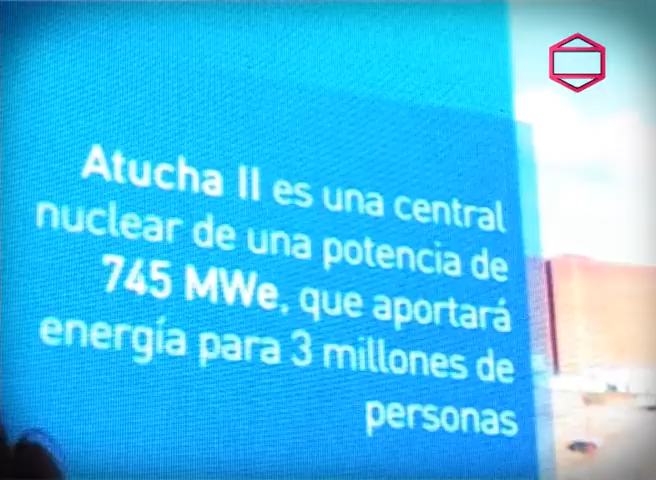 Atucha II es una central
nuclear de una potencia de
745 MWe, que aportará
energía para 3 millones de
personas